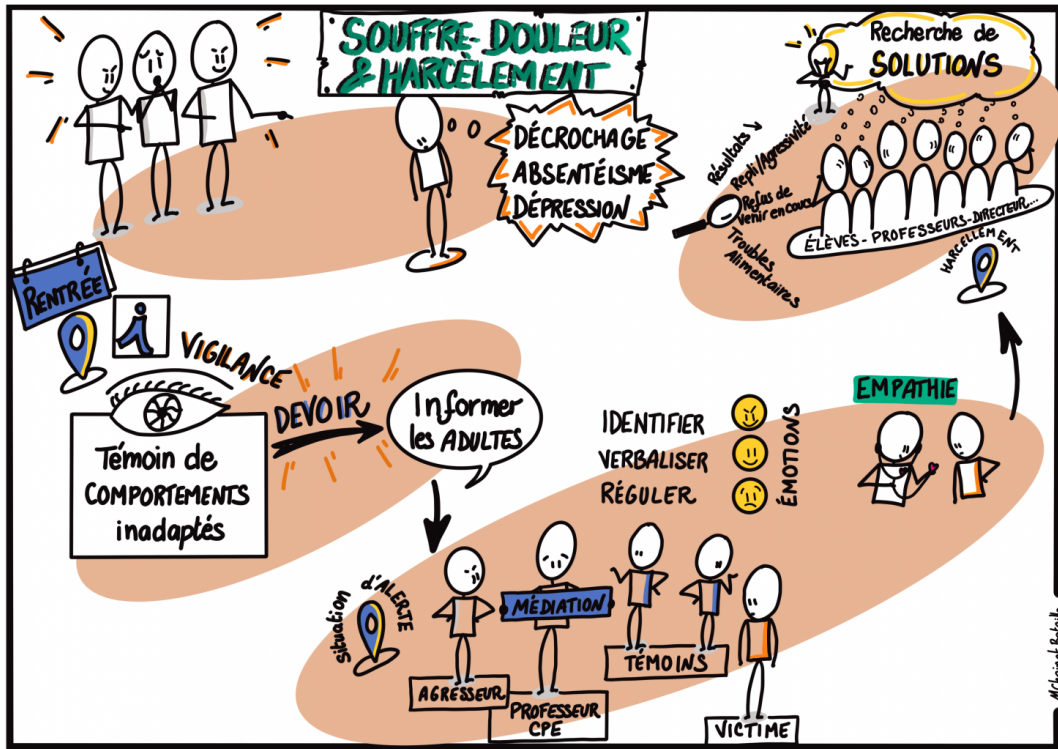 SOUFFRE-DOULEUR
& HARCÈLEMENT
DÉCROCHAGE
ABSENTÉISME
DÉPRESSION
Recherche de
SOLUTIONS
Résultats ↘
Repli/Agressivité
Refus de
venir en cours
Troubles
Alimentaires
ÉLÈVES - PROFESSEURS - DIRECTEUR...
HARCELLEMENT
RENTRÉE
VIGILANCE
Témoin de
COMPORTEMENTS
inadaptés
DEVOIR
Informer
les ADULTES
IDENTIFIER
VERBALISER
RÉGULER
ÉMOTIONS
EMPATHIE
Situation
d'ALERTE
AGRESSEUR
MÉDIATION
PROFESSEUR
CPE
TÉMOINS
VICTIME